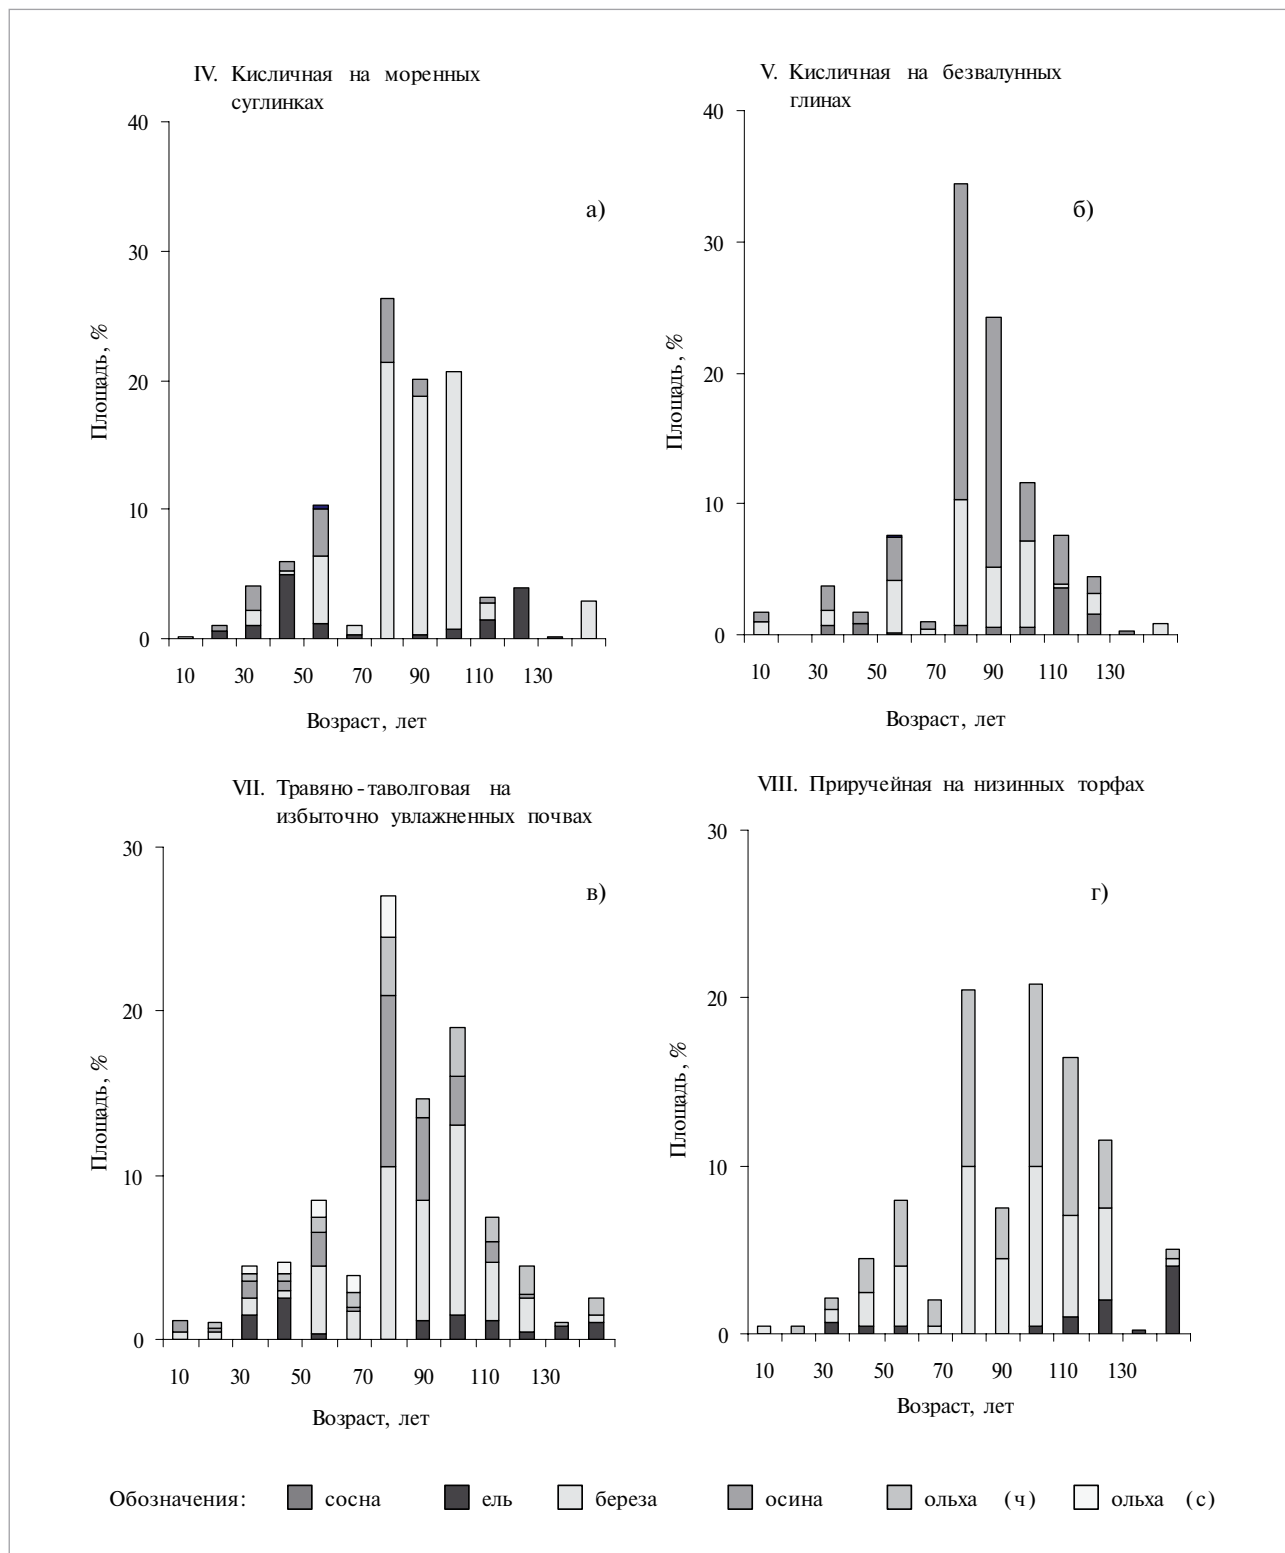 IV. Кисличная на моренных
суглинках
а)
40
30
20
10
0
Площадь, %
10 30 50 70 90 110 130
Возраст, лет
V. Кисличная на безвалунных
глинах
б)
40
30
20
10
0
Площадь, %
10 30 50 70 90 110 130
Возраст, лет
VII. Травяно-таволговая на
избыточно увлажненных почвах
в)
30
20
10
0
Площадь, %
10 30 50 70 90 110 130
Возраст, лет
VIII. Приручейная на низинных торфах
г)
30
20
10
0
Площадь, %
10 30 50 70 90 110 130
Возраст, лет
Обозначения: сосна ель береза осина ольха (ч) ольха (с)